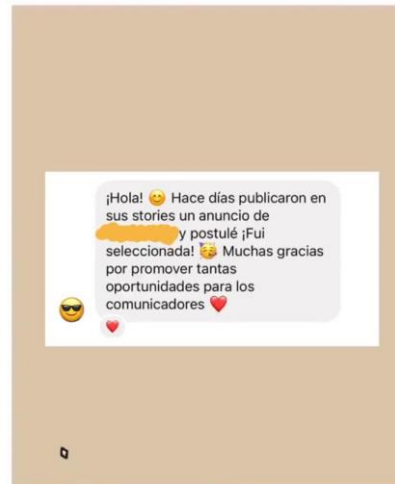 ¡Hola! 😊 Hace días publicaron en
sus stories un anuncio de
y postulé ¡Fui
seleccionada! 🥳 Muchas gracias
por promover tantas
oportunidades para los
comunicadores ❤️